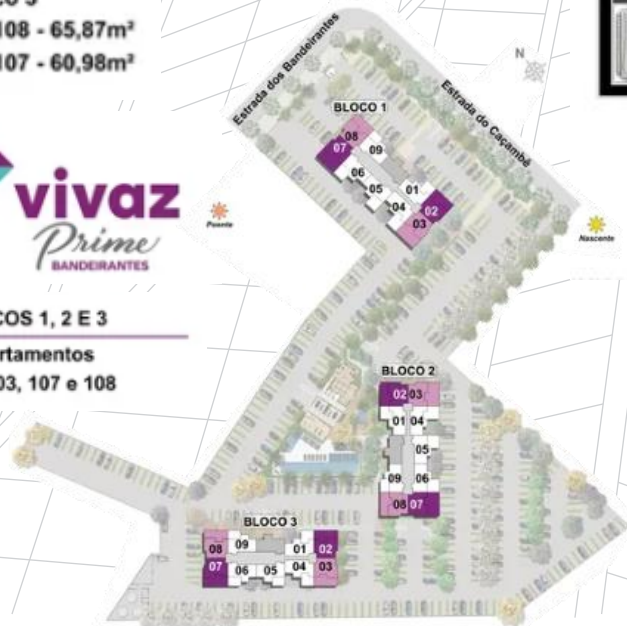 108 - 65,87m²
107 - 60,98m²
vivaz
Prime
BANDEIRANTES
COS 1, 2 E 3
rtamentos
03, 107 e 108
Estrada dos Bandeirantes
Estrada do Caçambé
N
Poente
Nascente
BLOCO 1
08
09
07
06
05
01
04
02
03
BLOCO 2
02 03
01 04
05
09 06
08 07
BLOCO 3
08 09 01 02
07 06 05 04 03